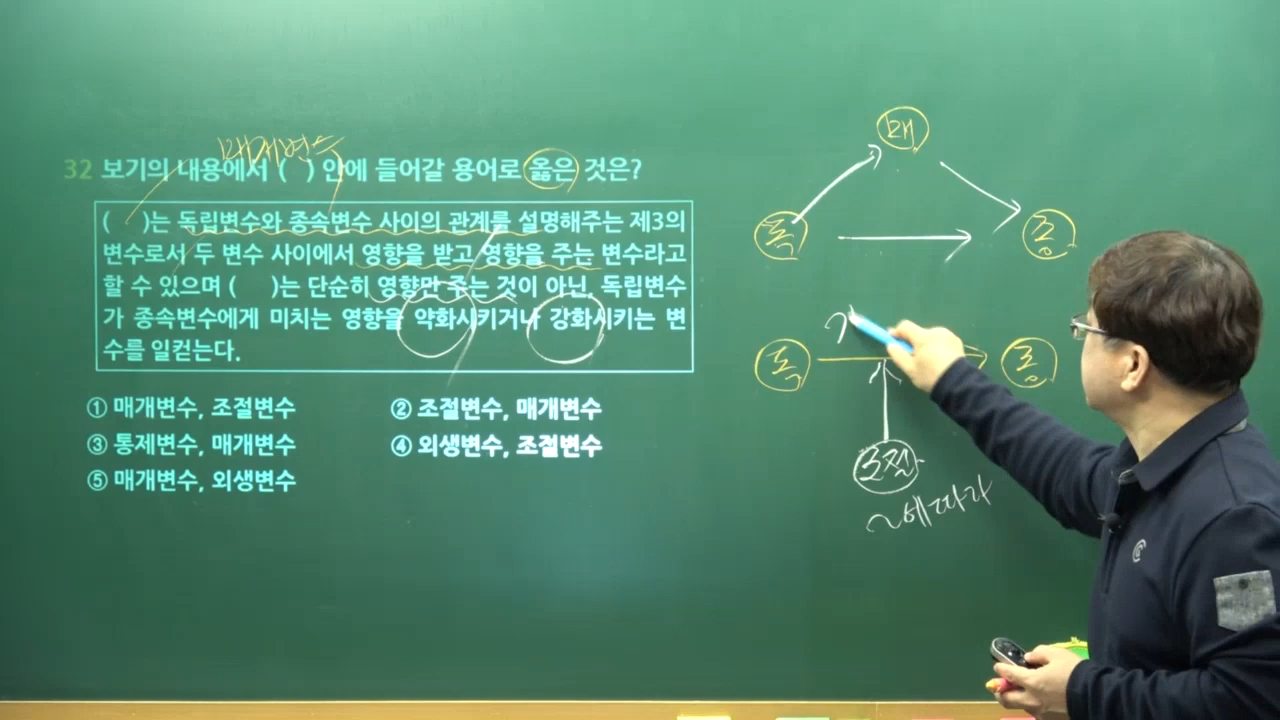 매개변수
32 보기의 내용에서 ( ) 안에 들어갈 용어로 옳은 것은?
( )는 독립변수와 종속변수 사이의 관계를 설명해주는 제3의
변수로서 두 변수 사이에서 영향을 받고 영향을 주는 변수라고
할 수 있으며 ( )는 단순히 영향만 주는 것이 아닌, 독립변수
가 종속변수에게 미치는 영향을 약화시키거나 강화시키는 변
수를 일컫는다.
① 매개변수, 조절변수
② 조절변수, 매개변수
③ 통제변수, 매개변수
④ 외생변수, 조절변수
⑤ 매개변수, 외생변수
매
독
종
독
종
조절
~에 따라